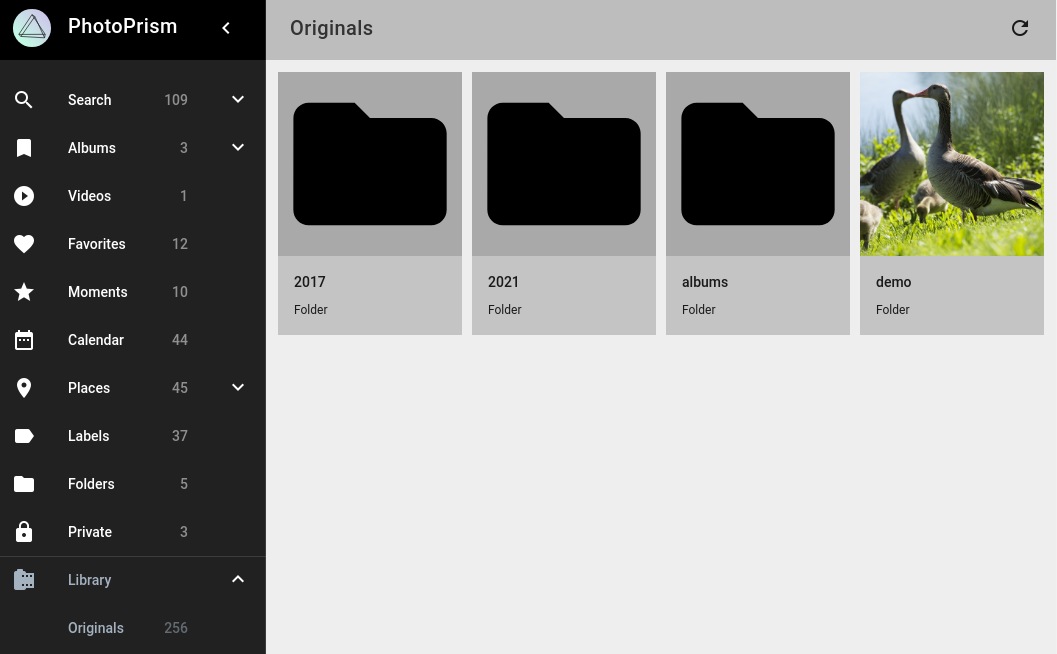 PhotoPrism
Originals
Search 109
Albums 3
Videos 1
Favorites 12
Moments 10
Calendar 44
Places 45
Labels 37
Folders 5
Private 3
Library
Originals 256
2017
Folder
2021
Folder
albums
Folder
demo
Folder